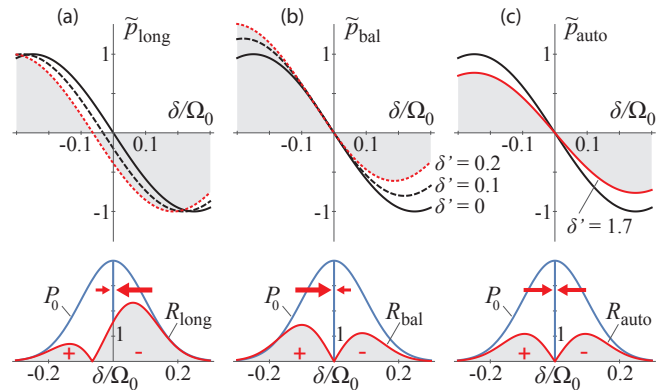 (a)
p̃long
1
δ/Ω0
-0.1
0.1
-1
(b)
p̃bal
1
δ/Ω0
-0.1
0.1
-1
δ' = 0.2
δ' = 0.1
δ' = 0
(c)
p̃auto
1
δ/Ω0
-0.1
0.1
-1
δ' = 1.7
P0
1
Rlong
+
-
-0.2
δ/Ω0
0.2
P0
1
Rbal
+
-
-0.2
δ/Ω0
0.2
P0
1
Rauto
+
-
-0.2
δ/Ω0
0.2